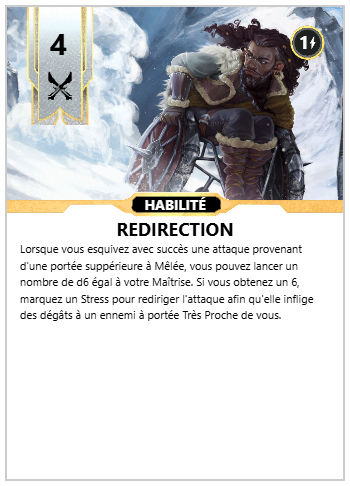 4
1
HABILITÉ
REDIRECTION
Lorsque vous esquivez avec succès une attaque provenant
d'une portée suppérieure à Mêlée, vous pouvez lancer un
nombre de d6 égal à votre Maîtrise. Si vous obtenez un 6,
marquez un Stress pour rediriger l'attaque afin qu'elle inflige
des dégâts à un ennemi à portée Très Proche de vous.